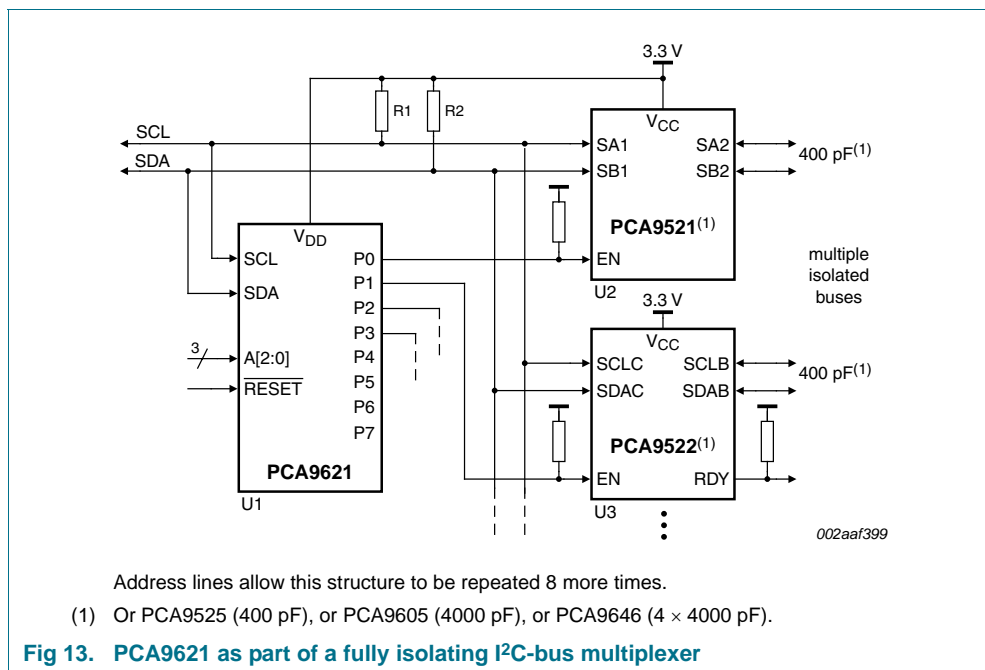 3.3 V
R1
R2
SCL
SDA
VCC
SA1
SA2
SB1
SB2
400 pF(1)
PCA9521(1)
EN
U2
multiple
isolated
buses
VDD
SCL
SDA
A[2:0]
3
RESET
P0
P1
P2
P3
P4
P5
P6
P7
PCA9621
U1
3.3 V
VCC
SCLC
SCLB
SDAC
SDAB
400 pF(1)
PCA9522(1)
EN
RDY
U3
002aaf399
Address lines allow this structure to be repeated 8 more times.
(1) Or PCA9525 (400 pF), or PCA9605 (4000 pF), or PCA9646 (4 × 4000 pF).
Fig 13. PCA9621 as part of a fully isolating I²C-bus multiplexer